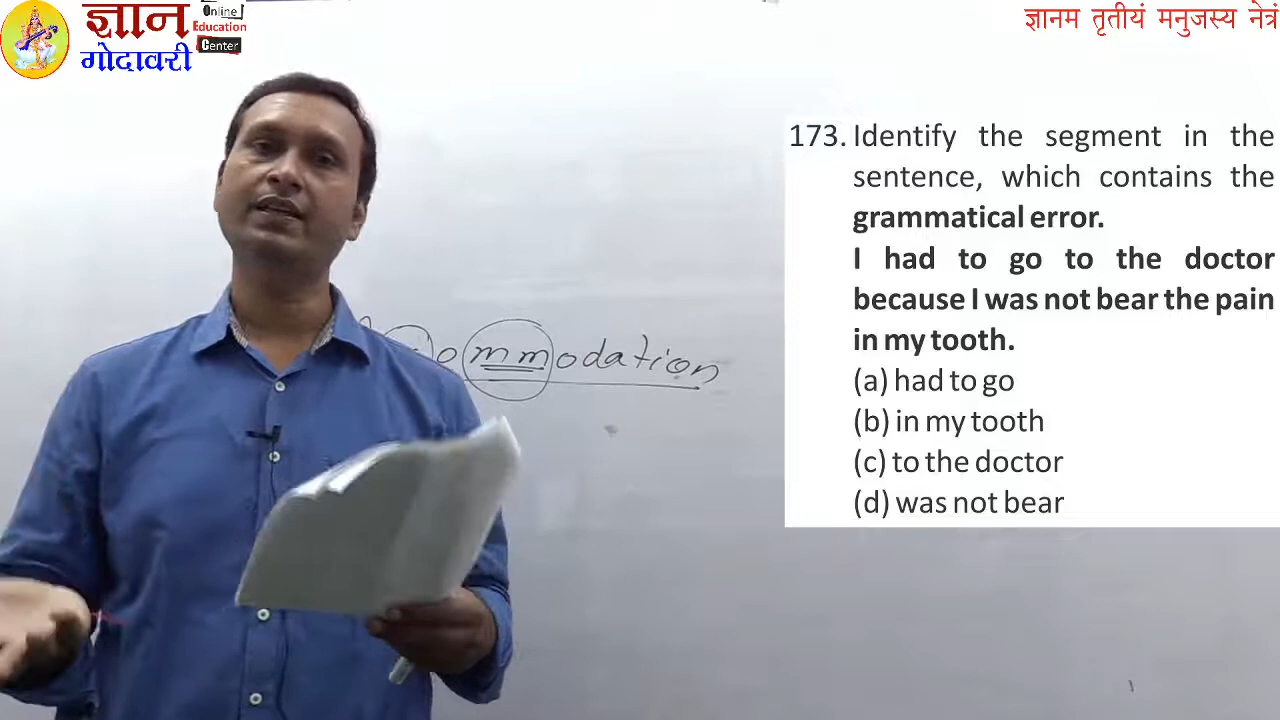 ज्ञान
गोदावरी
Online
Education
Center
ज्ञानम तृतीयं मनुजस्य नेत्रं
173. Identify the segment in the
sentence, which contains the
grammatical error.
I had to go to the doctor
because I was not bear the pain
in my tooth.
(a) had to go
(b) in my tooth
(c) to the doctor
(d) was not bear
ommodation